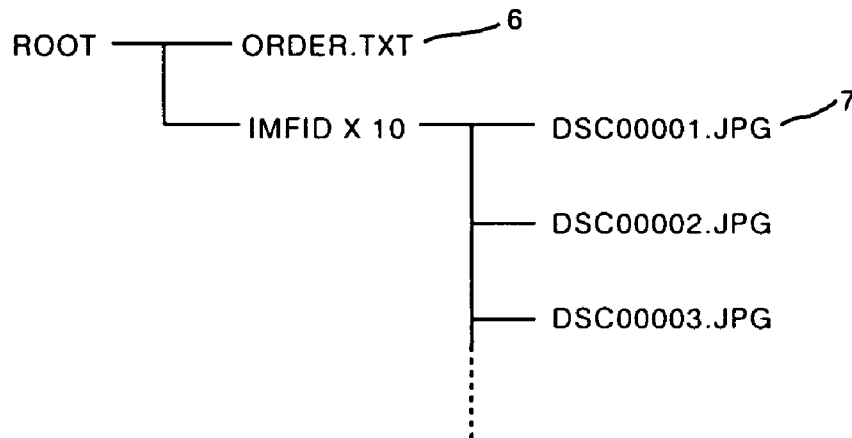 ROOT
ORDER.TXT
6
IMFID X 10
DSC00001.JPG
7
DSC00002.JPG
DSC00003.JPG